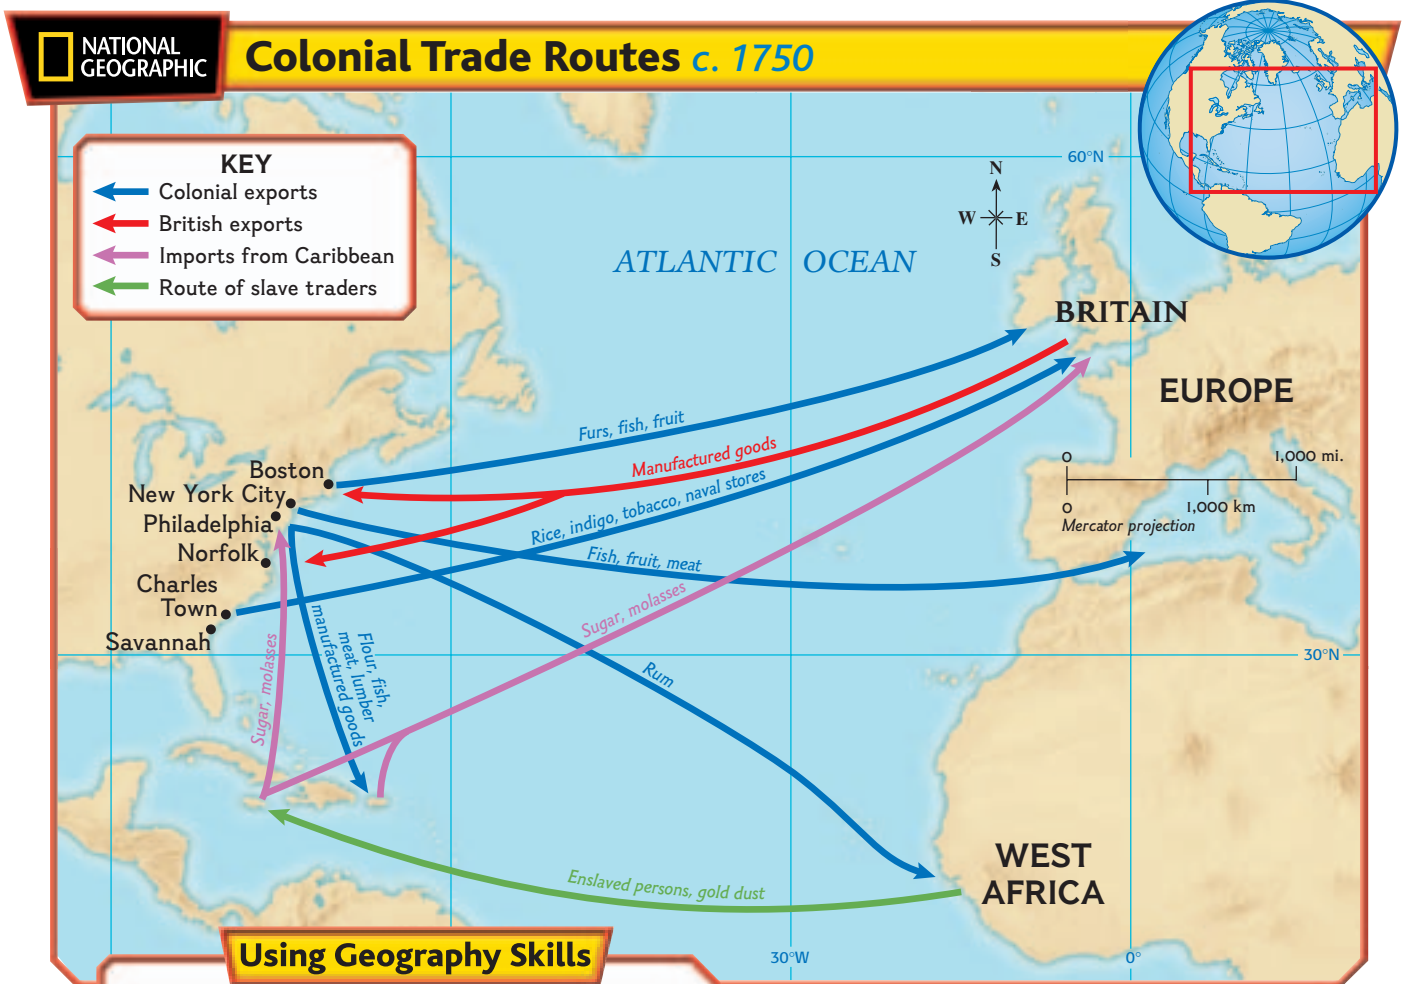 NATIONAL
GEOGRAPHIC
Colonial Trade Routes c. 1750
KEY
Colonial exports
British exports
Imports from Caribbean
Route of slave traders
60°N
N
W E
S
ATLANTIC OCEAN
BRITAIN
EUROPE
0 1,000 mi.
0 1,000 km
Mercator projection
Furs, fish, fruit
Manufactured goods
Rice, indigo, tobacco, naval stores
Fish, fruit, meat
Boston
New York City
Philadelphia
Norfolk
Charles
Town
Savannah
Sugar, molasses
Flour, fish,
meat, lumber
manufactured goods
Sugar, molasses
Rum
30°N
Enslaved persons, gold dust
WEST
AFRICA
30°W
0°
Using Geography Skills